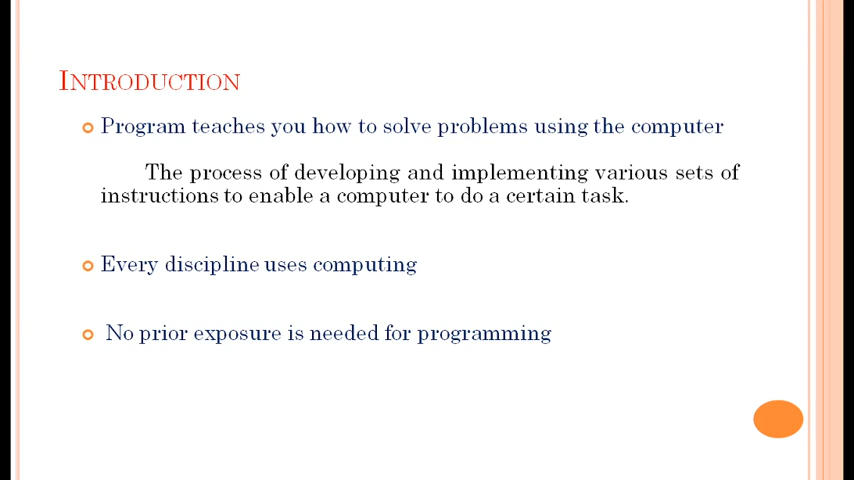 INTRODUCTION
Program teaches you how to solve problems using the computer
The process of developing and implementing various sets of
instructions to enable a computer to do a certain task.
Every discipline uses computing
No prior exposure is needed for programming